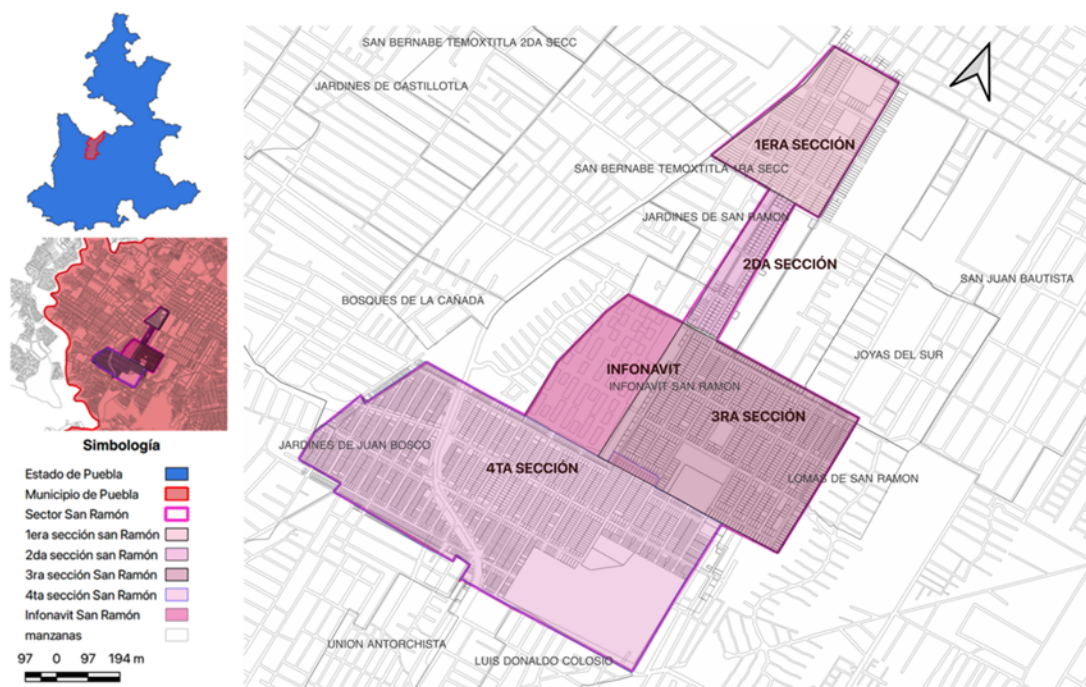 SAN BERNABE TEMOXTITLA 2DA SECC
JARDINES DE CASTILLOTLA
1ERA SECCIÓN
SAN BERNABE TEMOXTITLA 1RA SECC
JARDINES DE SAN RAMON
2DA SECCIÓN
SAN JUAN BAUTISTA
BOSQUES DE LA CAÑADA
JOYAS DEL SUR
INFONAVIT
INFONAVIT SAN RAMON
3RA SECCIÓN
JARDINES DE JUAN BOSCO
4TA SECCIÓN
LOMAS DE SAN RAMON
UNION ANTORCHISTA
LUIS DONALDO COLOSIO
Simbología
Estado de Puebla
Municipio de Puebla
Sector San Ramón
1era sección san Ramón
2da sección san Ramón
3ra sección San Ramón
4ta sección San Ramón
Infonavit San Ramón
manzanas
97 0 97 194 m